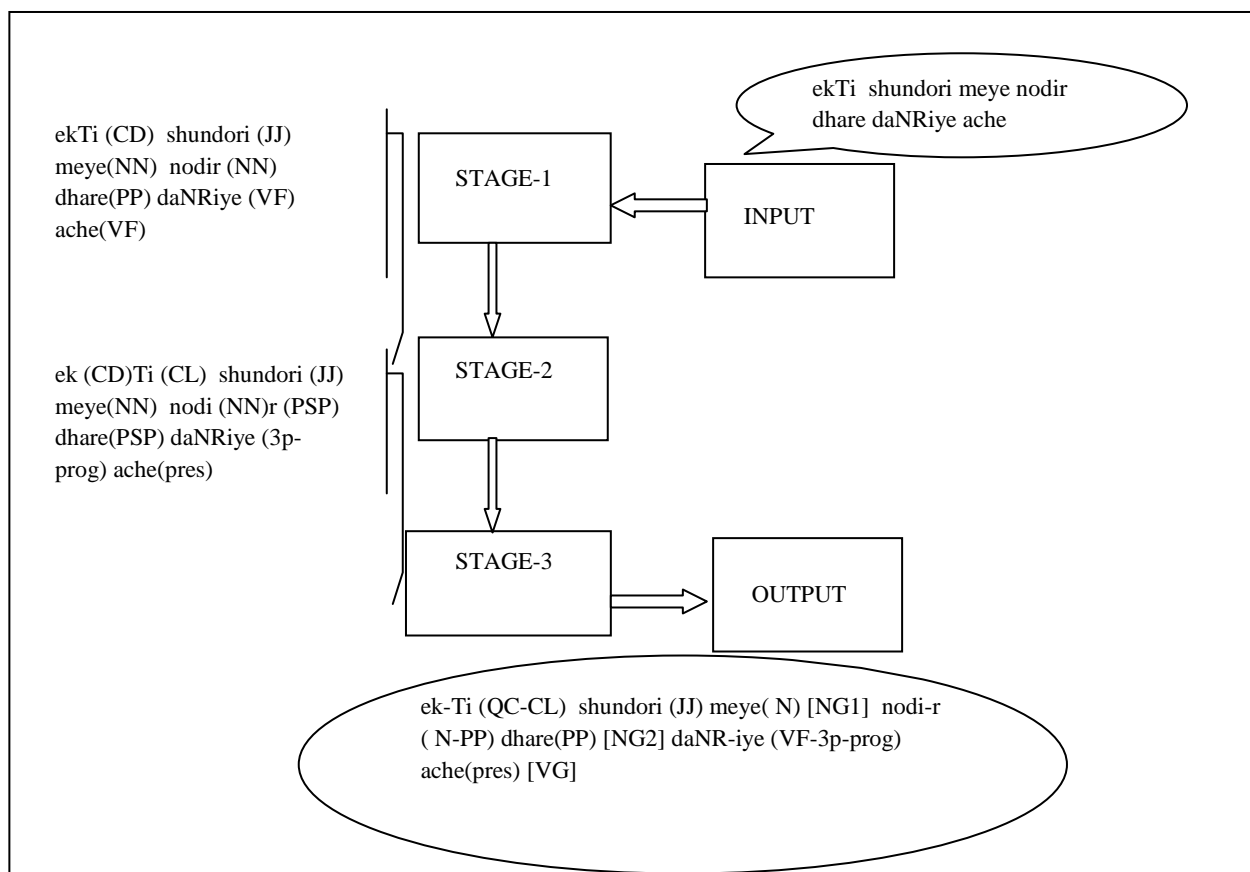 ekTi shundori meye nodir
dhare daNRiye ache
INPUT
STAGE-1
ekTi (CD) shundori (JJ)
meye(NN) nodir (NN)
dhare(PP) daNRiye (VF)
ache(VF)
STAGE-2
ek (CD)Ti (CL) shundori (JJ)
meye(NN) nodi (NN)r (PSP)
dhare(PSP) daNRiye (3p-
prog) ache(pres)
STAGE-3
OUTPUT
ek-Ti (QC-CL) shundori (JJ) meye( N) [NG1] nodi-r
( N-PP) dhare(PP) [NG2] daNR-iye (VF-3p-prog)
ache(pres) [VG]